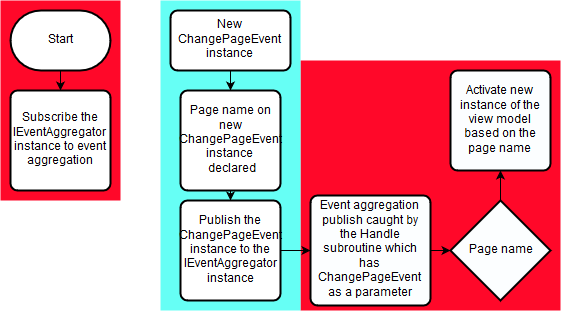 Start
Subscribe the
IEventAggregator
instance to event
aggregation
New
ChangePageEvent
instance
Page name on
new
ChangePageEvent
instance
declared
Publish the
ChangePageEvent
instance to the
IEventAggregator
instance
Event aggregation
publish caught by
the Handle
subroutine which
has
ChangePageEvent
as a parameter
Page name
Activate new
instance of the
view model
based on the
page name